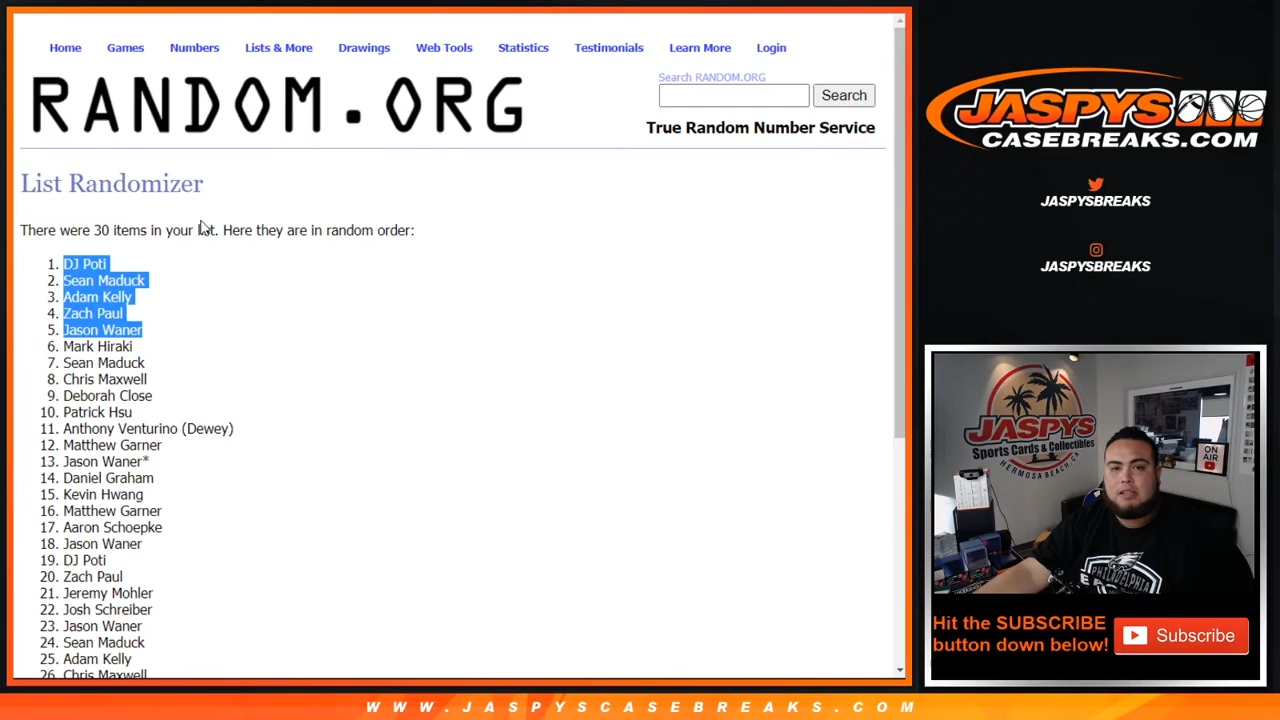 Home Games Numbers Lists & More Drawings Web Tools Statistics Testimonials Learn More Login
RANDOM.ORG
Search RANDOM.ORG
Search
True Random Number Service
List Randomizer
There were 30 items in your list. Here they are in random order:
1. DJ Poti
2. Sean Maduck
3. Adam Kelly
4. Zach Paul
5. Jason Waner
6. Mark Hiraki
7. Sean Maduck
8. Chris Maxwell
9. Deborah Close
10. Patrick Hsu
11. Anthony Venturino (Dewey)
12. Matthew Garner
13. Jason Waner*
14. Daniel Graham
15. Kevin Hwang
16. Matthew Garner
17. Aaron Schoepke
18. Jason Waner
19. DJ Poti
20. Zach Paul
21. Jeremy Mohler
22. Josh Schreiber
23. Jason Waner
24. Sean Maduck
25. Adam Kelly
26. Chris Maxwell
JASPYS
CASEBREAKS.COM
JASPYSBREAKS
JASPYSBREAKS
JASPYS
Sports Cards & Collectibles
HERMOSA BEACH, CA
ON
AIR
PHILADELPHIA
Hit the SUBSCRIBE
button down below!
Subscribe
WWW.JASPYSCASEBREAKS.COM